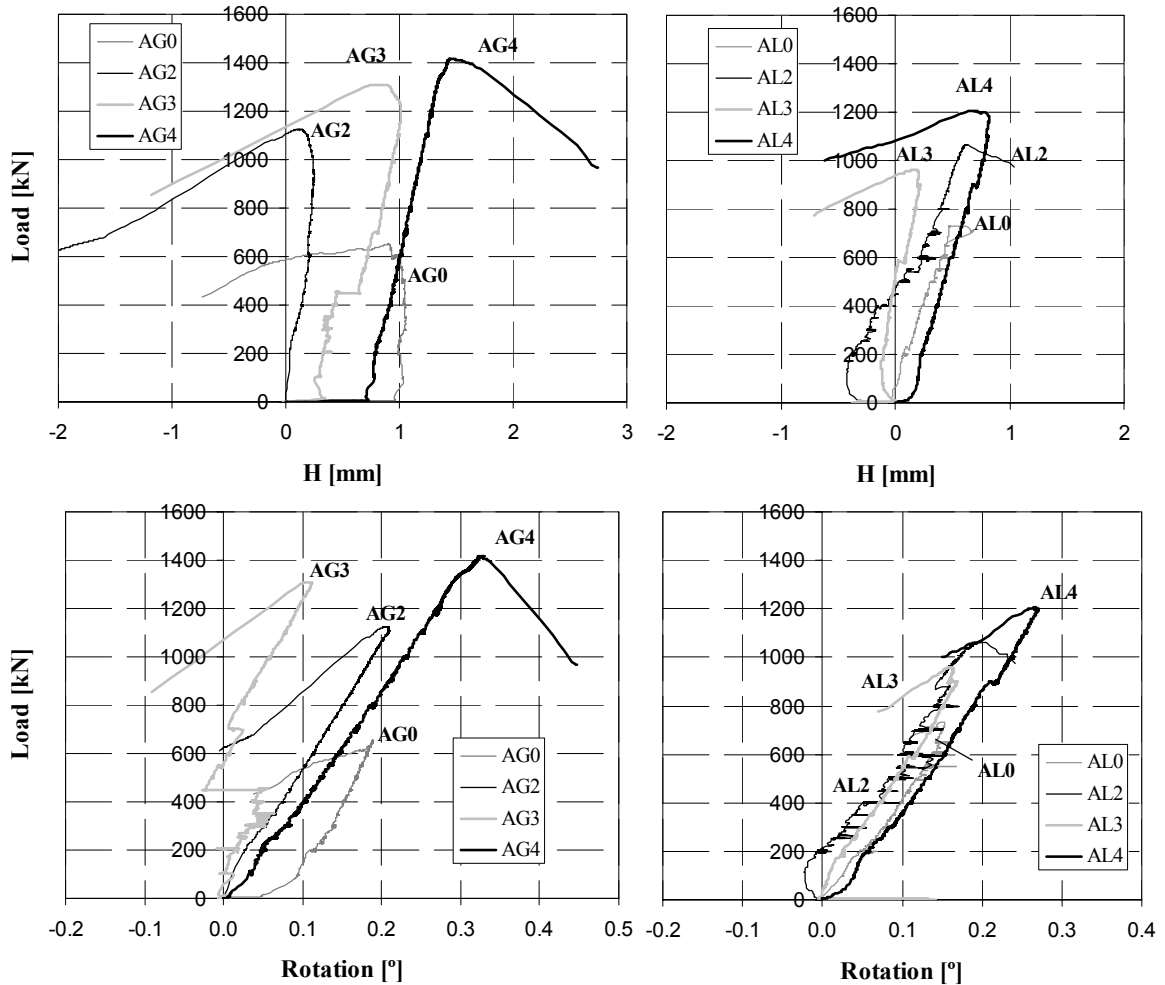 1600
1400
1200
1000
800
600
400
200
0
-2 -1 0 1 2 3
Load [kN]
H [mm]
AG0
AG2
AG3
AG4
AG3
AG4
AG2
AG0
1600
1400
1200
1000
800
600
400
200
0
-2 -1 0 1 2
H [mm]
AL0
AL2
AL3
AL4
AL4
AL3
AL2
AL0
1600
1400
1200
1000
800
600
400
200
0
-0.2 -0.1 0.0 0.1 0.2 0.3 0.4 0.5
Load [kN]
Rotation [º]
AG4
AG3
AG2
AG0
AG0
AG2
AG3
AG4
1600
1400
1200
1000
800
600
400
200
0
-0.2 -0.1 0.0 0.1 0.2 0.3 0.4
Rotation [º]
AL4
AL3
AL2
AL0
AL0
AL2
AL3
AL4